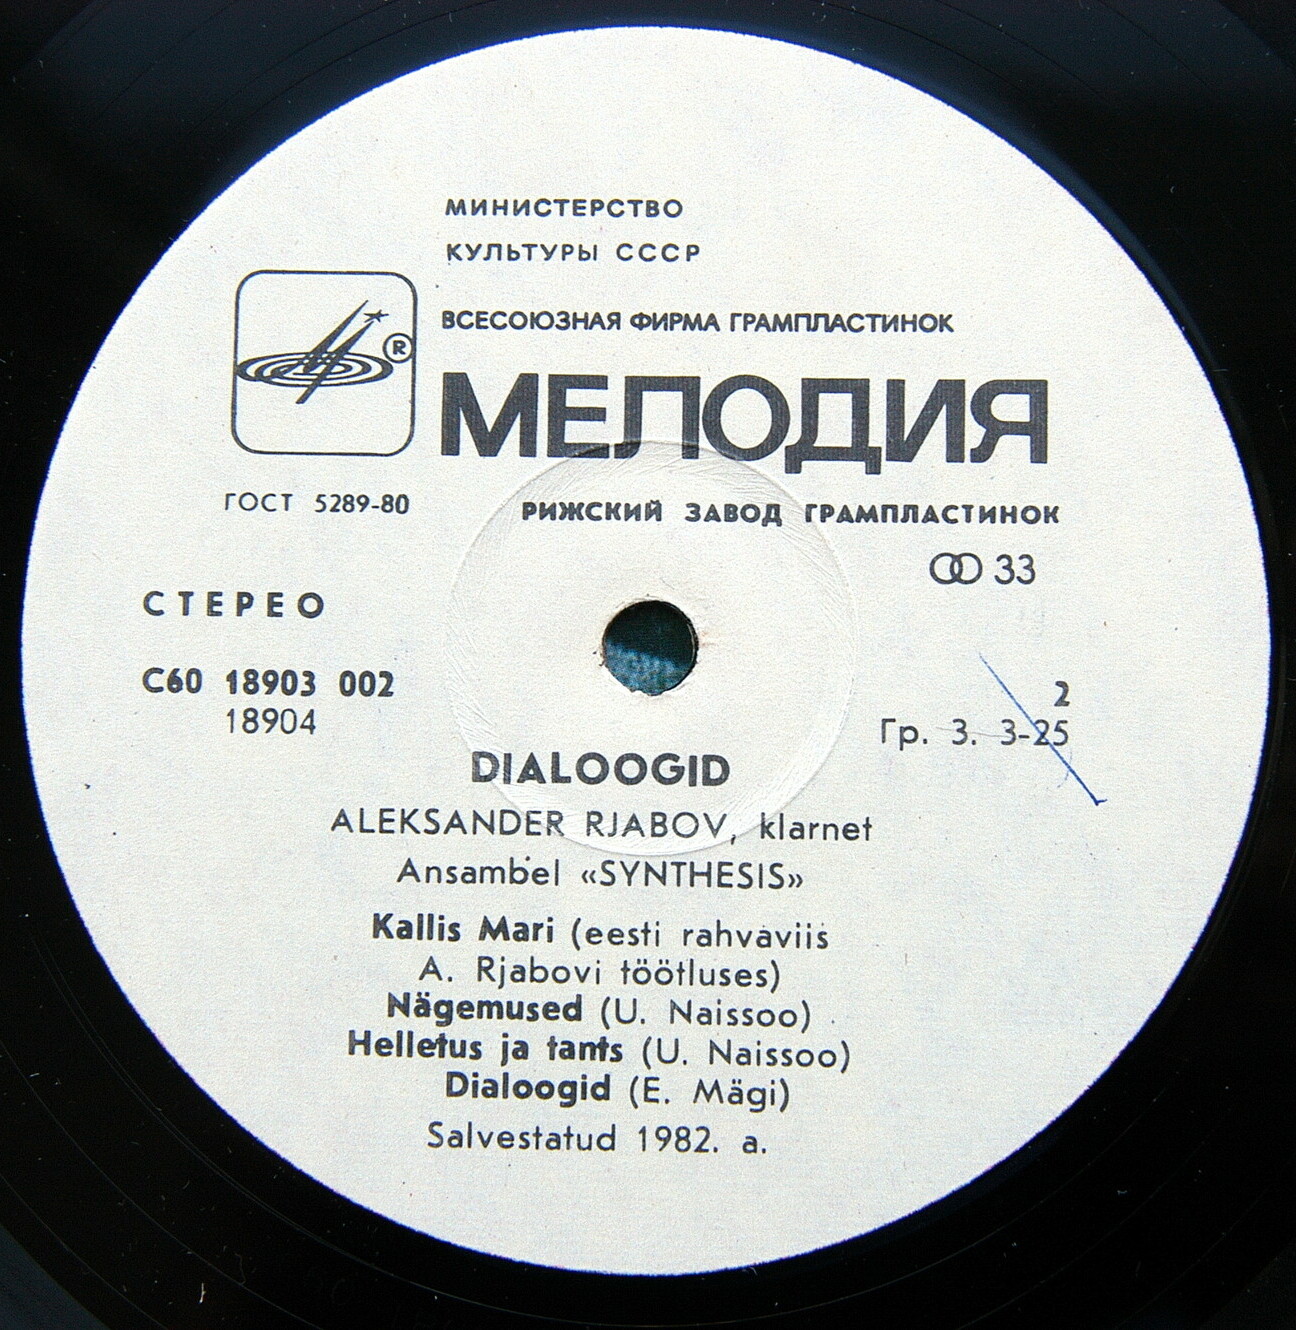 МИНИСТЕРСТВО
КУЛЬТУРЫ СССР
ВСЕСОЮЗНАЯ ФИРМА ГРАМПЛАСТИНОК
®
МЕЛОДИЯ
ГОСТ 5289-80
РИЖСКИЙ ЗАВОД ГРАМПЛАСТИНОК
33
СТЕРЕО
С60 18903 002
18904
2
Гр. 3. 3-25
DIALOOGID
ALEKSANDER RJABOV, klarnet
Ansambel «SYNTHESIS»
Kallis Mari (eesti rahvaviis
A. Rjabovi töötluses)
Nägemused (U. Naissoo)
Helletus ja tants (U. Naissoo)
Dialoogid (E. Mägi)
Salvestatud 1982. a.